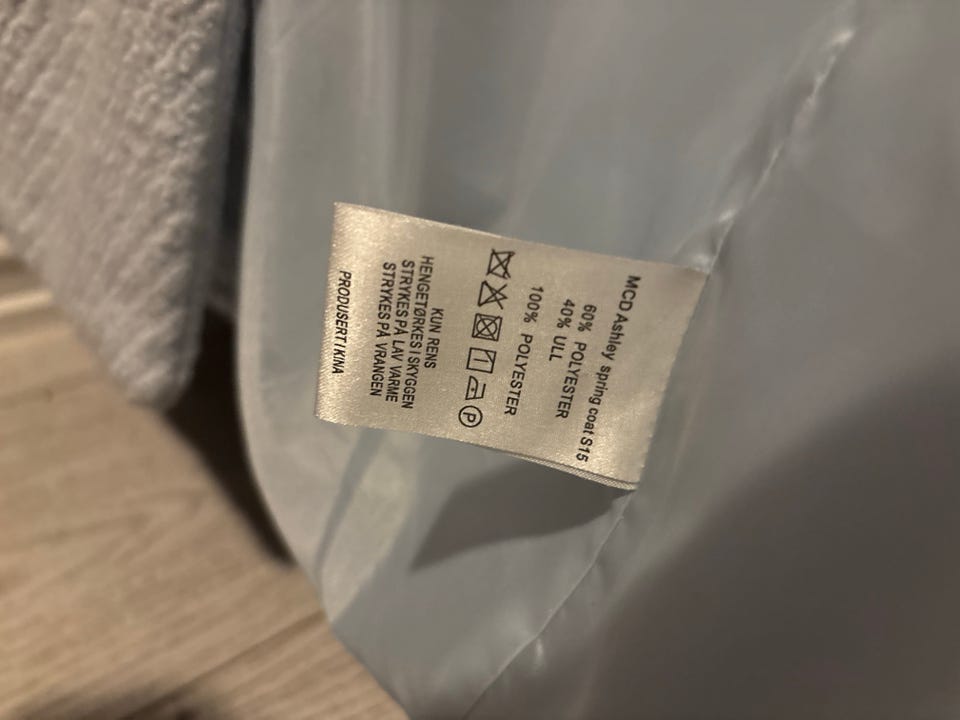 MCD Ashley spring coat S15
60% POLYESTER
40% ULL
100% POLYESTER
P
KUN RENS
HENGETØRKES I SKYGGEN
STRYKES PÅ LAV VARME
STRYKES PÅ VRANGEN
PRODUSERT I KINA